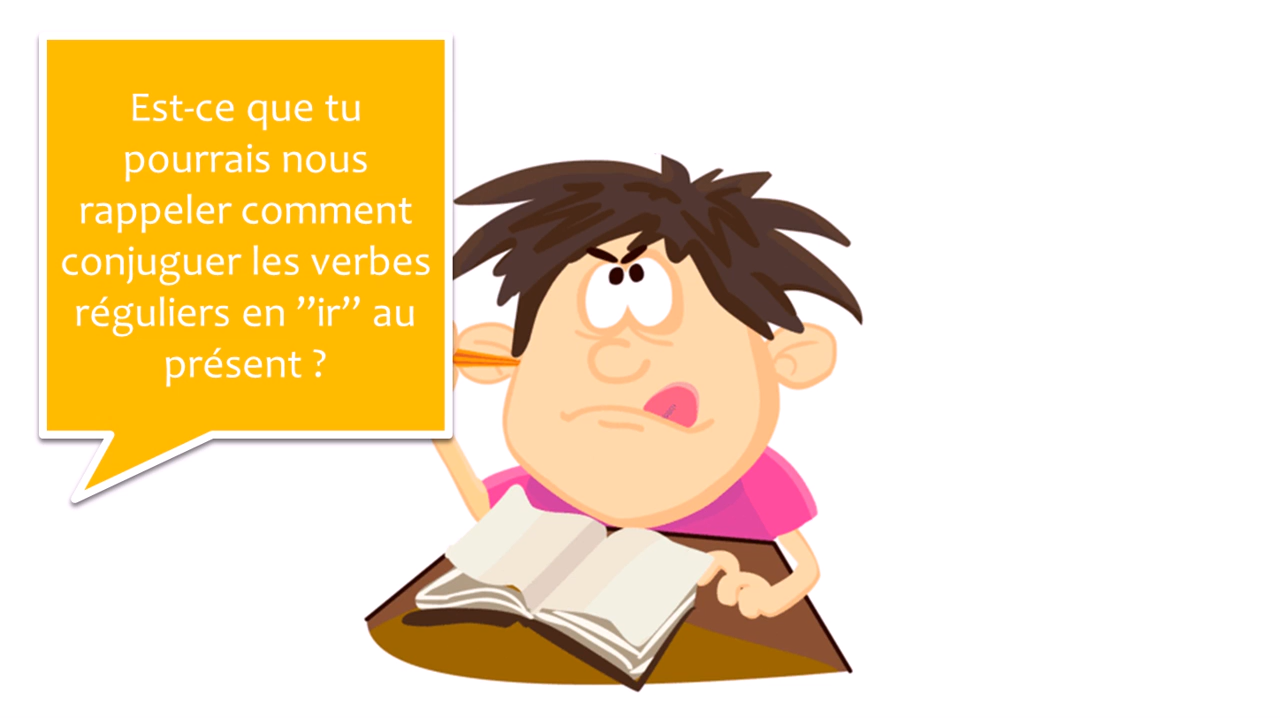 Est-ce que tu
pourrais nous
rappeler comment
conjuguer les verbes
réguliers en ”ir” au
présent ?